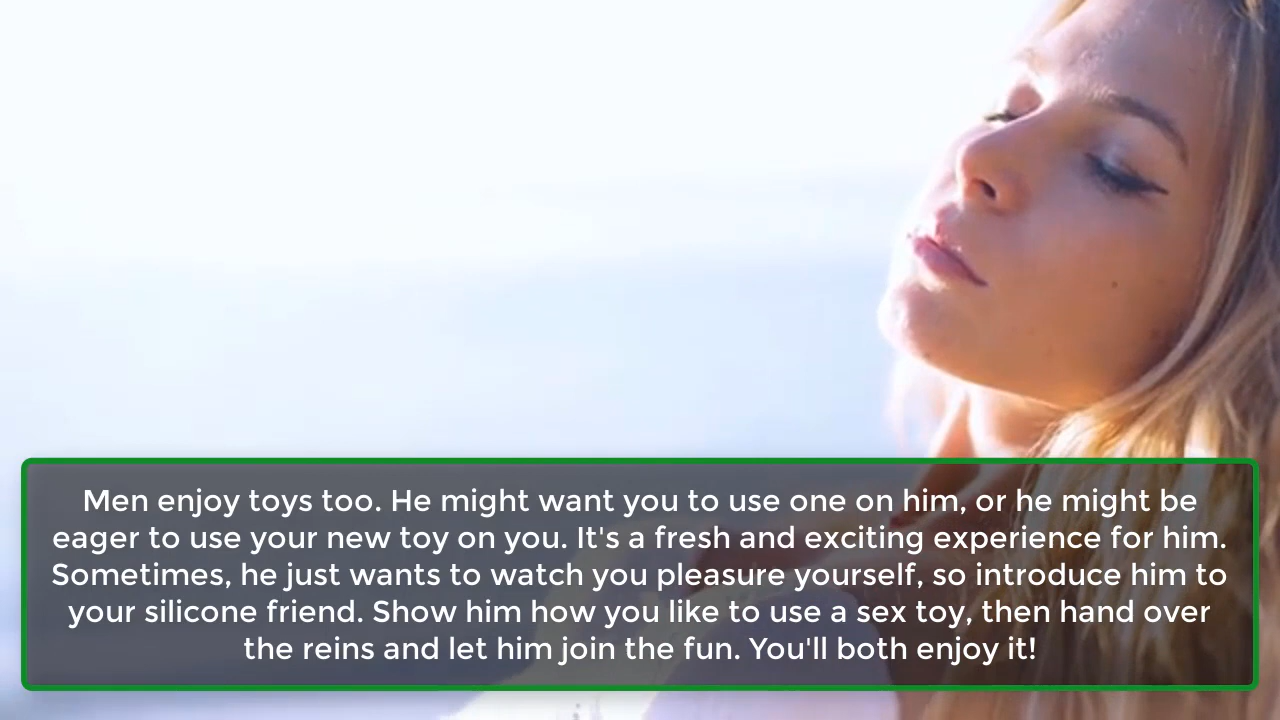 Men enjoy toys too. He might want you to use one on him, or he might be
eager to use your new toy on you. It's a fresh and exciting experience for him.
Sometimes, he just wants to watch you pleasure yourself, so introduce him to
your silicone friend. Show him how you like to use a sex toy, then hand over
the reins and let him join the fun. You'll both enjoy it!